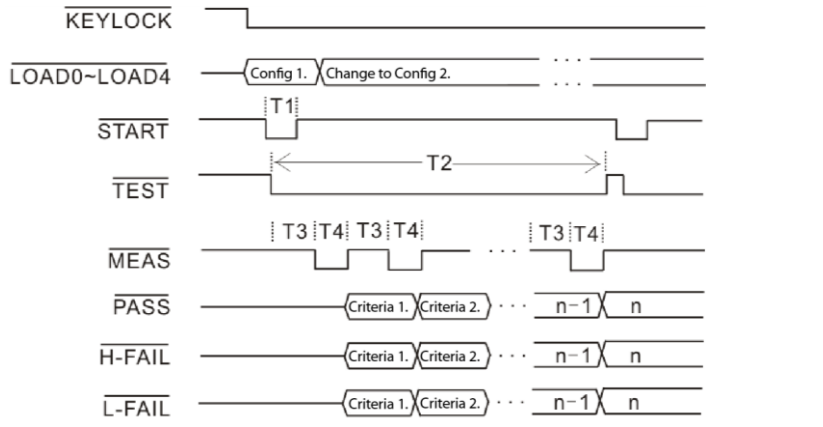 KEYLOCK
LOAD0~LOAD4 Config 1. Change to Config 2. ... ...
T1
START
T2
TEST
T3 T4 T3 T4 T3 T4
MEAS ...
PASS Criteria 1. Criteria 2. ... n-1 n
H-FAIL Criteria 1. Criteria 2. ... n-1 n
L-FAIL Criteria 1. Criteria 2. ... n-1 n